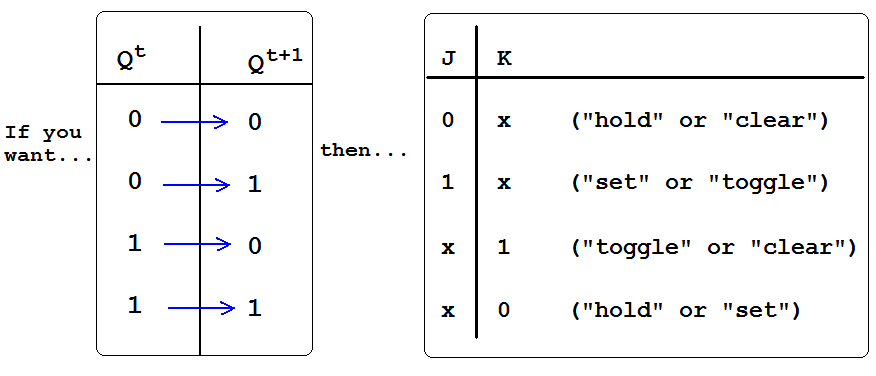 Q^t Q^t+1
J K
0 0
0 x ("hold" or "clear")
If you
want...
then...
0 1
1 x ("set" or "toggle")
1 0
x 1 ("toggle" or "clear")
1 1
x 0 ("hold" or "set")